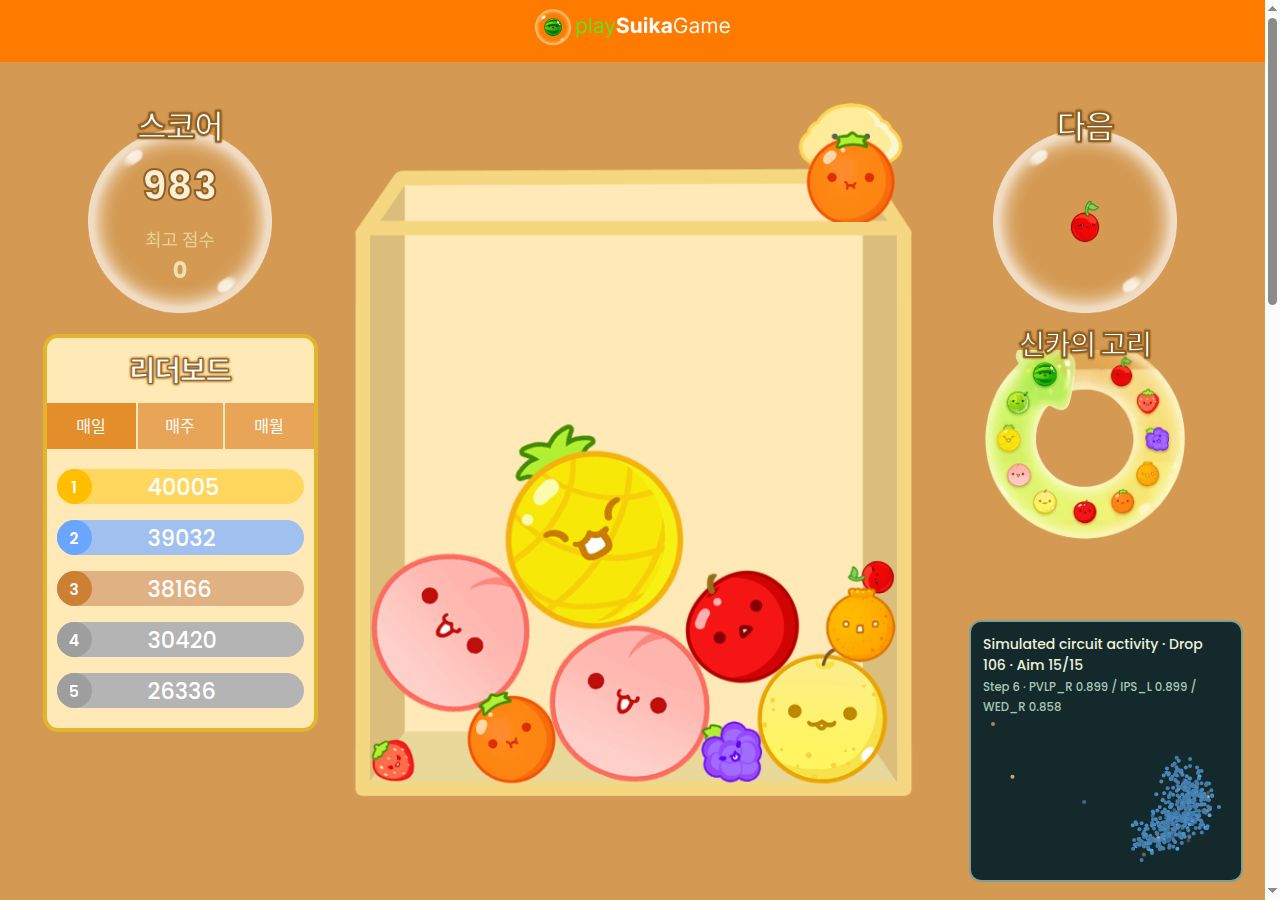 playSuikaGame
스코어
983
최고 점수
0
다음
신카의 고리
리더보드
매일 매주 매월
1 40005
2 39032
3 38166
4 30420
5 26336
Simulated circuit activity · Drop
106 · Aim 15/15
Step 6 · PVLP_R 0.899 / IPS_L 0.899 /
WED_R 0.858